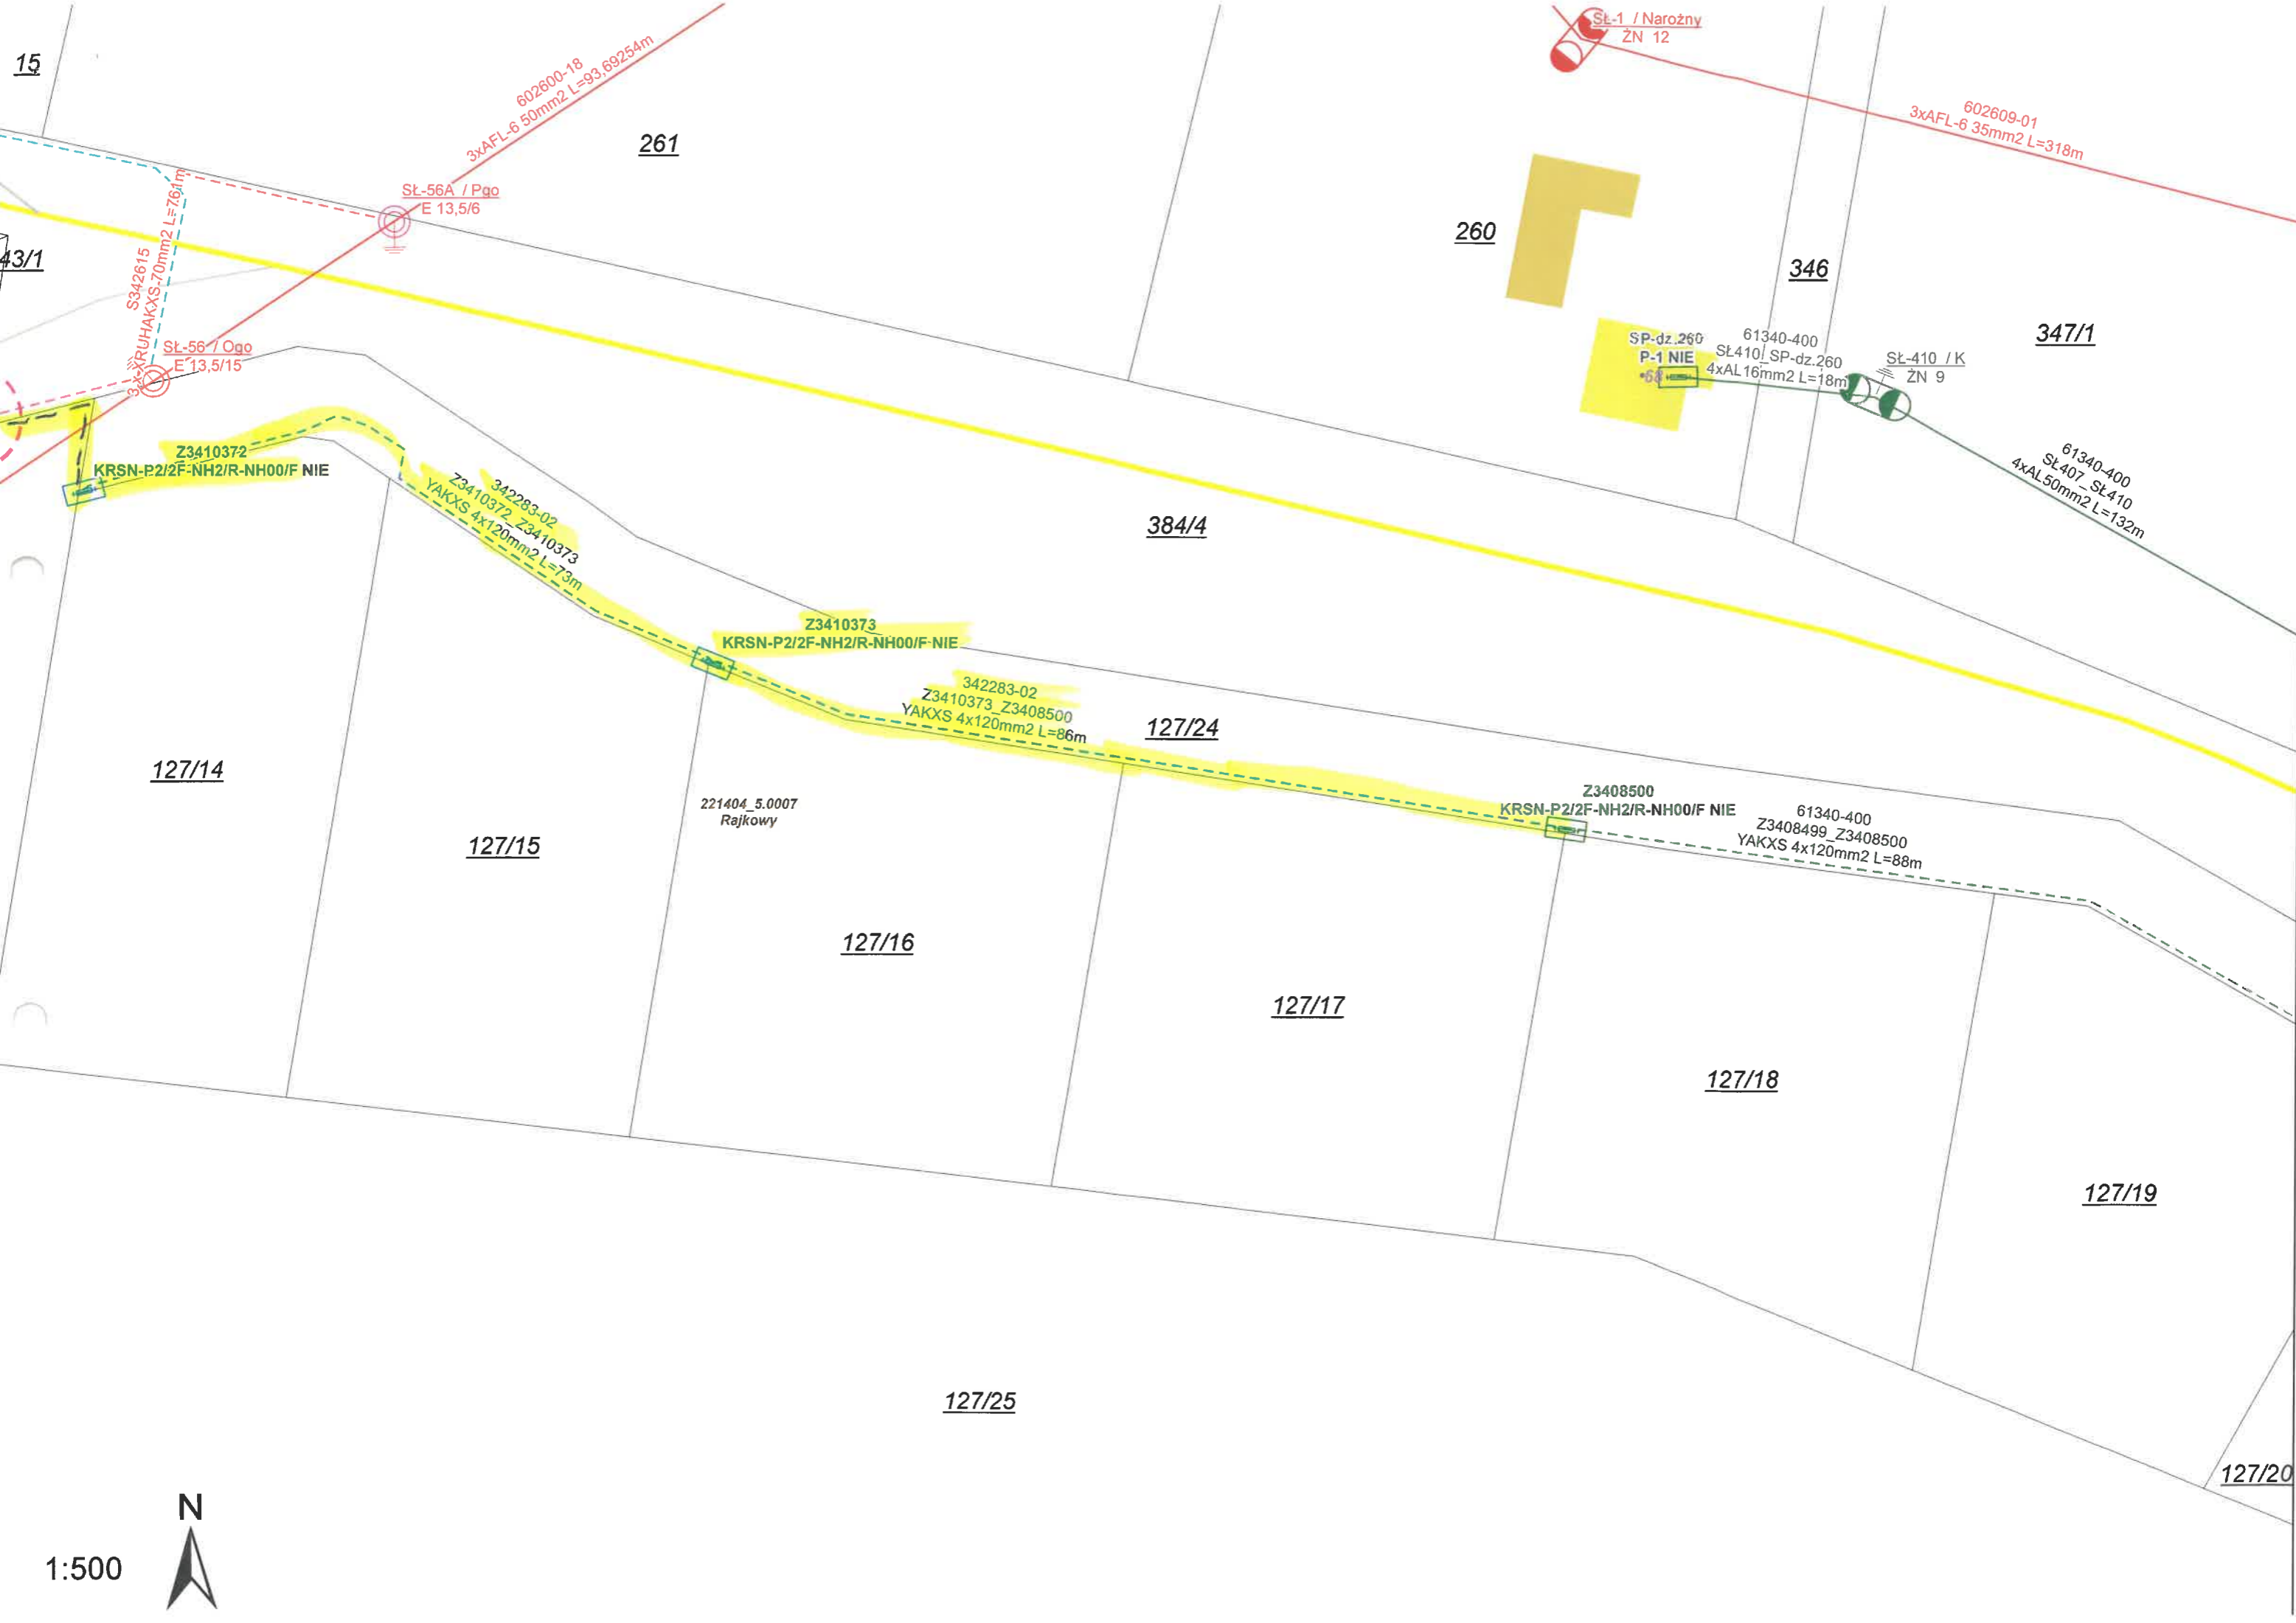 15
602600-18
3xAFL-6 50mm2 L=93,69254m
261
SŁ-1 / Narożny
ŻN 12
602609-01
3xAFL-6 35mm2 L=318m
SŁ-56A / Pgo
E 13,5/6
43/1
S342615
3x XRUHAKXS-70mm2 L=761m
SŁ-56 / Ogo
E 13,5/15
260
346
347/1
SP-dz.260
P-1 NIE
68
61340-400
SŁ410_SP-dz.260
4xAL16mm2 L=18m
SŁ-410 / K
ŻN 9
61340-400
SŁ407_SŁ410
4xAL50mm2 L=132m
Z3410372
KRSN-P2/2F-NH2/R-NH00/F NIE
342283-02
Z3410372_Z3410373
YAKXS 4x120mm2 L=73m
384/4
Z3410373
KRSN-P2/2F-NH2/R-NH00/F NIE
342283-02
Z3410373_Z3408500
YAKXS 4x120mm2 L=86m
127/24
Z3408500
KRSN-P2/2F-NH2/R-NH00/F NIE
61340-400
Z3408499_Z3408500
YAKXS 4x120mm2 L=88m
127/14
221404_5.0007
Rajkowy
127/15
127/16
127/17
127/18
127/19
127/25
127/20
N
1:500